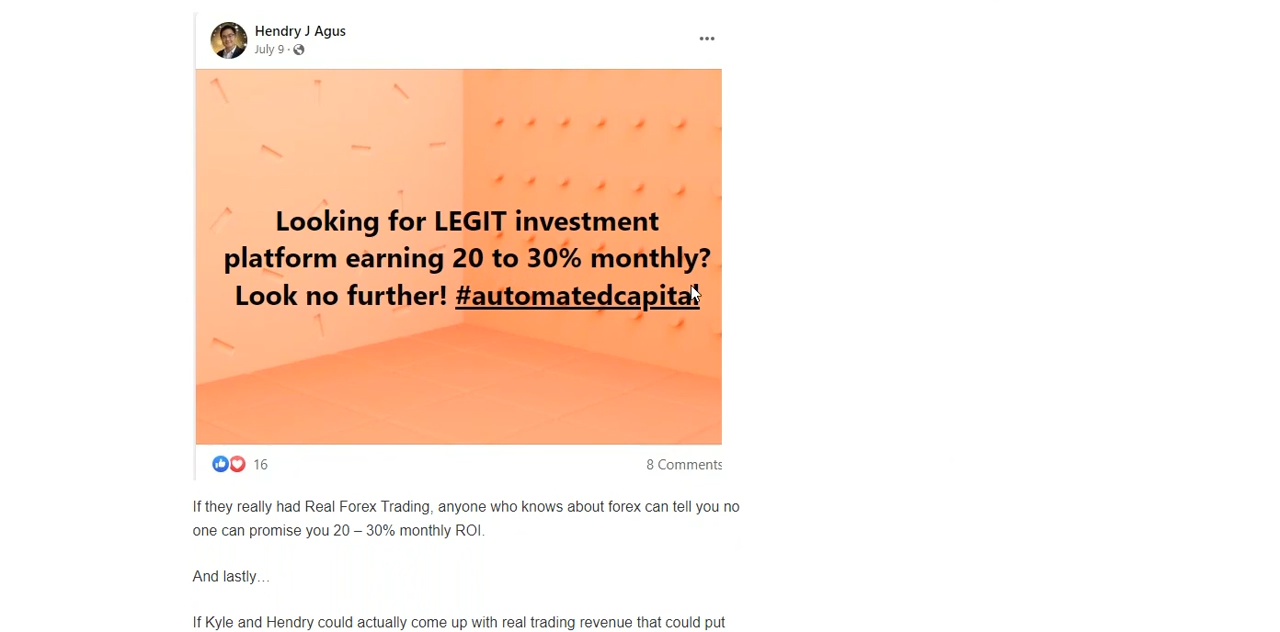 Hendry J Agus
July 9 ·
Looking for LEGIT investment
platform earning 20 to 30% monthly?
Look no further! #automatedcapital
16
8 Comments
If they really had Real Forex Trading, anyone who knows about forex can tell you no
one can promise you 20 – 30% monthly ROI.
And lastly…
If Kyle and Hendry could actually come up with real trading revenue that could put